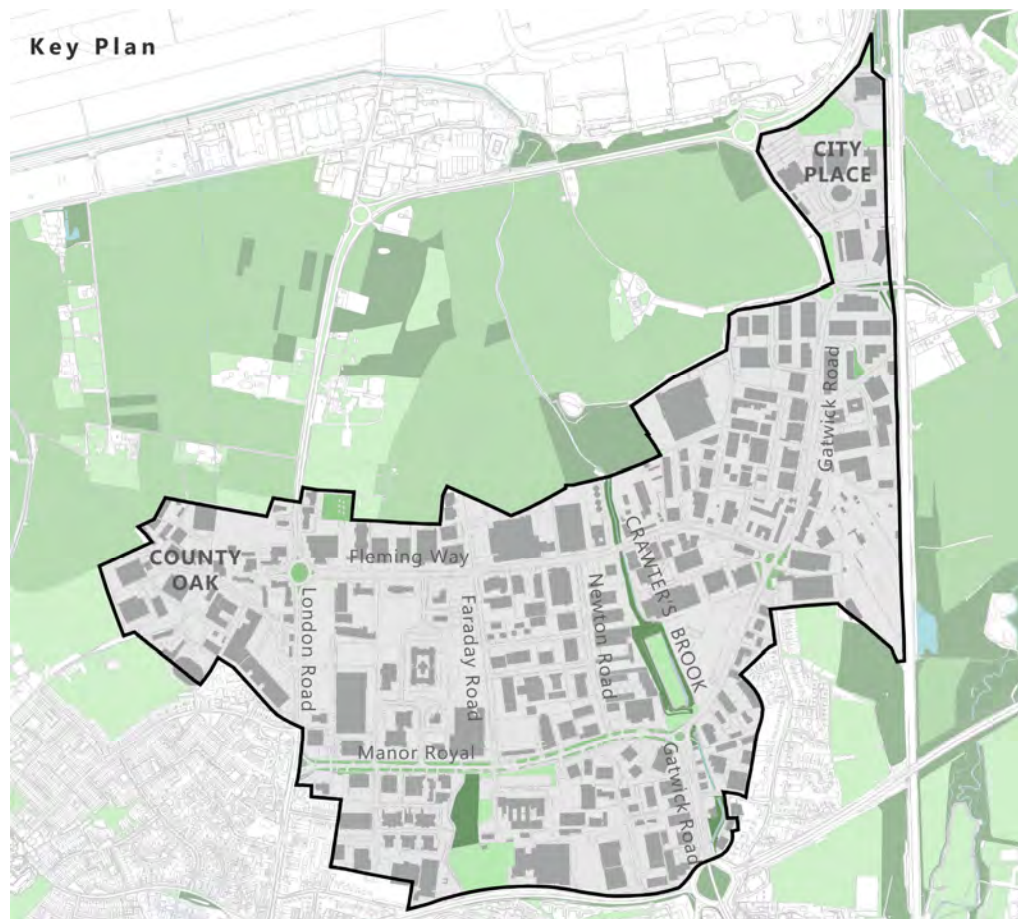 Key Plan
CITY
PLACE
Gatwick Road
CRAWTER'S BROOK
COUNTY
OAK
Fleming Way
London Road
Faraday Road
Newton Road
Manor Royal
Gatwick Road